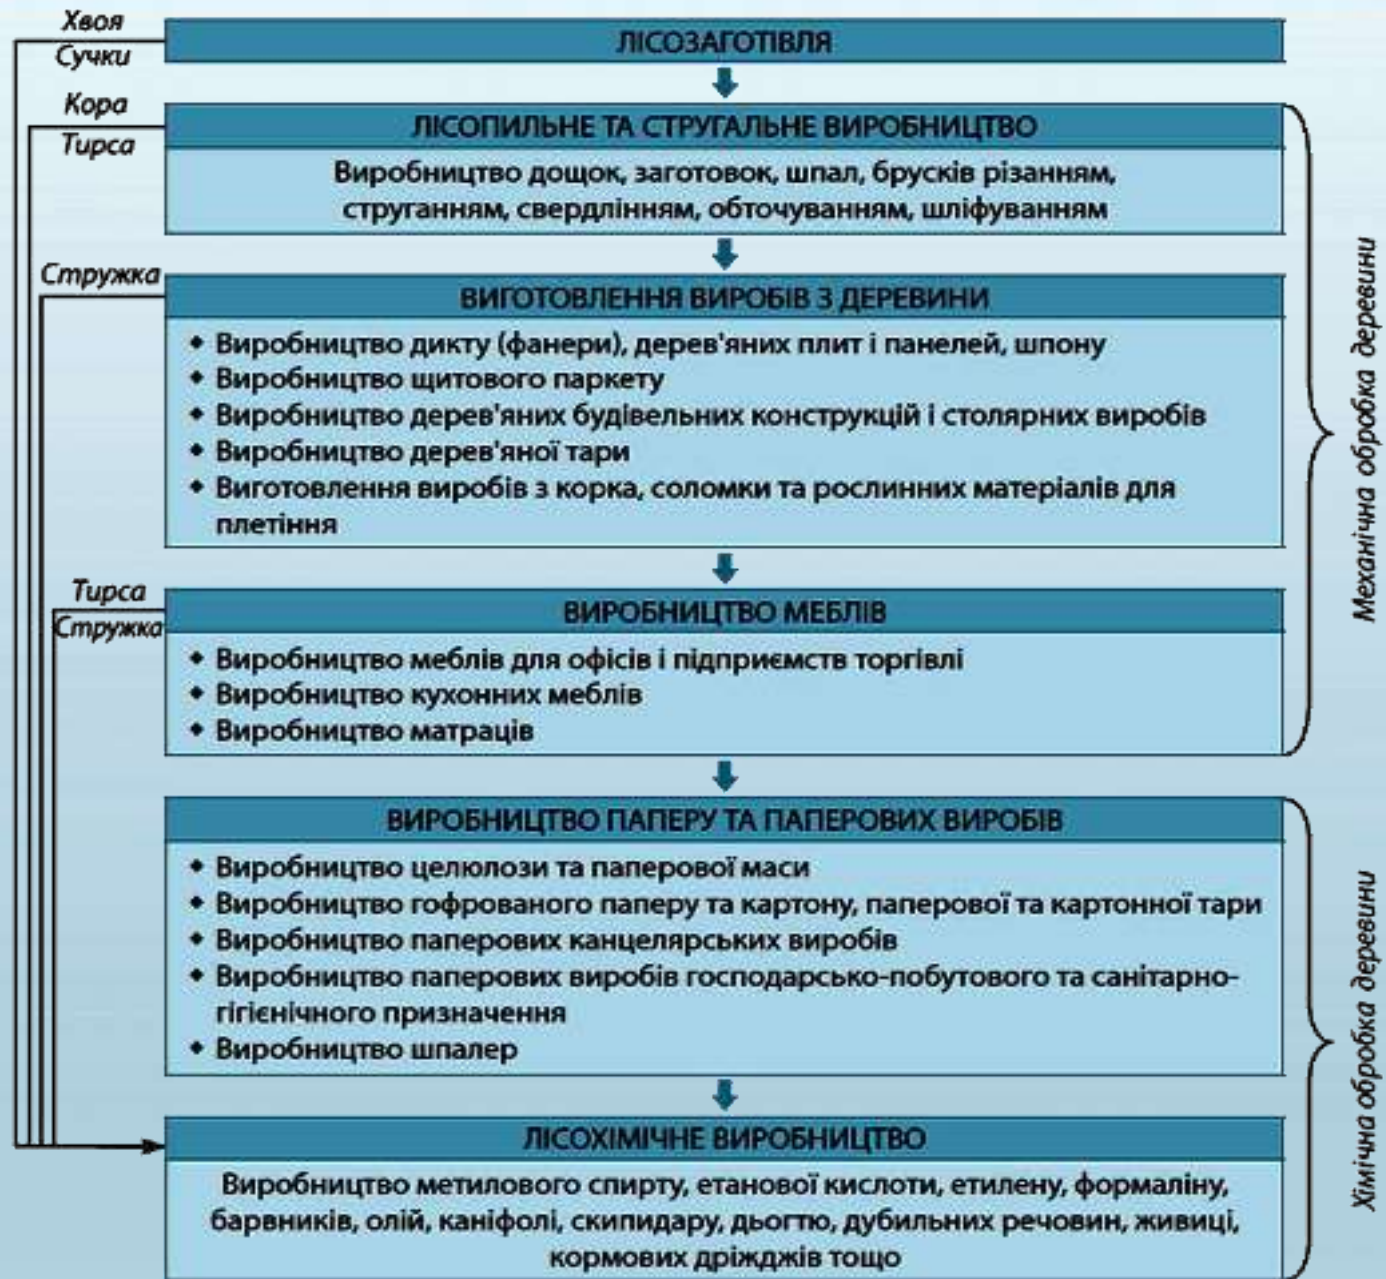 Хвоя
Сучки
ЛІСОЗАГОТІВЛЯ
Кора
Тирса
ЛІСОПИЛЬНЕ ТА СТРУГАЛЬНЕ ВИРОБНИЦТВО
Виробництво дощок, заготовок, шпал, брусків різанням,
струганням, свердлінням, обточуванням, шліфуванням
Стружка
ВИГОТОВЛЕННЯ ВИРОБІВ З ДЕРЕВИНИ
◆ Виробництво дикту (фанери), дерев'яних плит і панелей, шпону
◆ Виробництво щитового паркету
◆ Виробництво дерев'яних будівельних конструкцій і столярних виробів
◆ Виробництво дерев'яної тари
◆ Виготовлення виробів з корка, соломки та рослинних матеріалів для
плетіння
Тирса
Стружка
ВИРОБНИЦТВО МЕБЛІВ
◆ Виробництво меблів для офісів і підприємств торгівлі
◆ Виробництво кухонних меблів
◆ Виробництво матраців
Механічна обробка деревини
ВИРОБНИЦТВО ПАПЕРУ ТА ПАПЕРОВИХ ВИРОБІВ
◆ Виробництво целюлози та паперової маси
◆ Виробництво гофрованого паперу та картону, паперової та картонної тари
◆ Виробництво паперових канцелярських виробів
◆ Виробництво паперових виробів господарсько-побутового та санітарно-
гігієнічного призначення
◆ Виробництво шпалер
ЛІСОХІМІЧНЕ ВИРОБНИЦТВО
Виробництво метилового спирту, етанової кислоти, етилену, формаліну,
барвників, олій, каніфолі, скипидару, дьогтю, дубильних речовин, живиці,
кормових дріжджів тощо
Хімічна обробка деревини